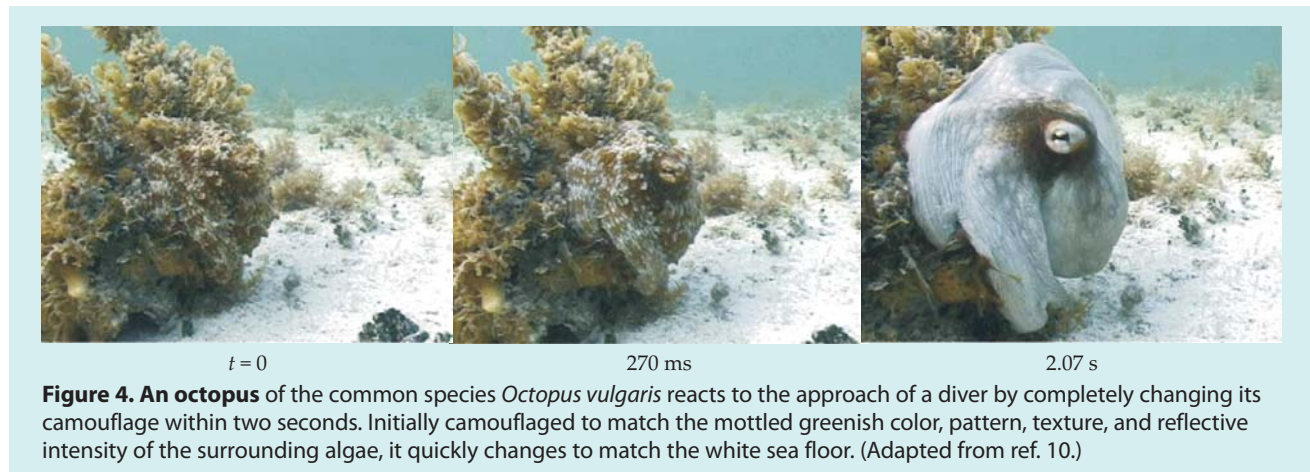 t = 0
270 ms
2.07 s
Figure 4. An octopus of the common species Octopus vulgaris reacts to the approach of a diver by completely changing its
camouflage within two seconds. Initially camouflaged to match the mottled greenish color, pattern, texture, and reflective
intensity of the surrounding algae, it quickly changes to match the white sea floor. (Adapted from ref. 10.)